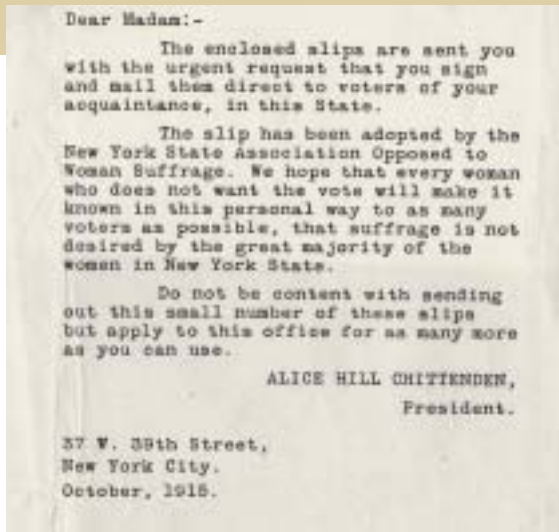 Dear Madam:-
The enclosed slips are sent you
with the urgent request that you sign
and mail them direct to voters of your
acquaintance, in this State.
The slip has been adopted by the
New York State Association Opposed to
Woman Suffrage. We hope that every woman
who does not want the vote will make it
known in this personal way to as many
voters as possible, that suffrage is not
desired by the great majority of the
women in New York State.
Do not be content with sending
out this small number of these slips
but apply to this office for as many more
as you can use.
ALICE HILL CHITTENDEN,
President.
37 W. 39th Street,
New York City.
October, 1915.